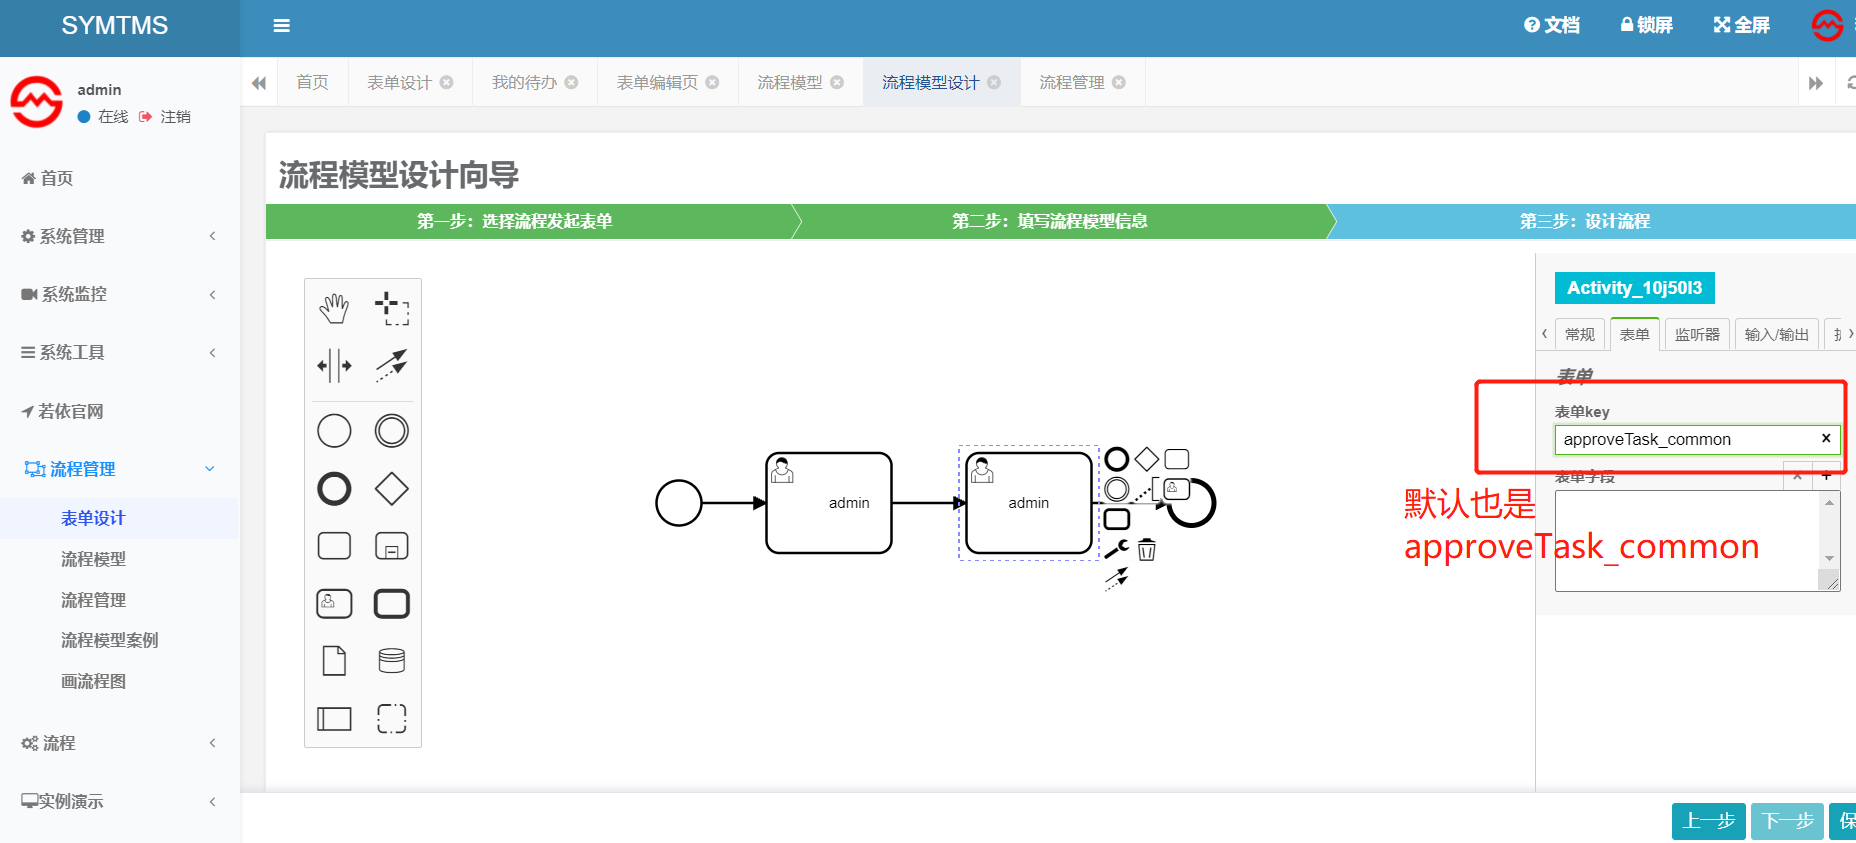 SYMTMS
文档
锁屏
全屏
admin
在线
注销
首页
表单设计
我的待办
表单编辑页
流程模型
流程模型设计
流程管理
首页
系统管理
系统监控
系统工具
若依官网
流程管理
表单设计
流程模型
流程管理
流程模型案例
画流程图
流程
实例演示
流程模型设计向导
第一步：选择流程发起表单
第二步：填写流程模型信息
第三步：设计流程
admin
admin
Activity_10j50l3
常规
表单
监听器
输入/输出
表单
表单key
approveTask_common
表单字段
默认也是
approveTask_common
上一步
下一步
保